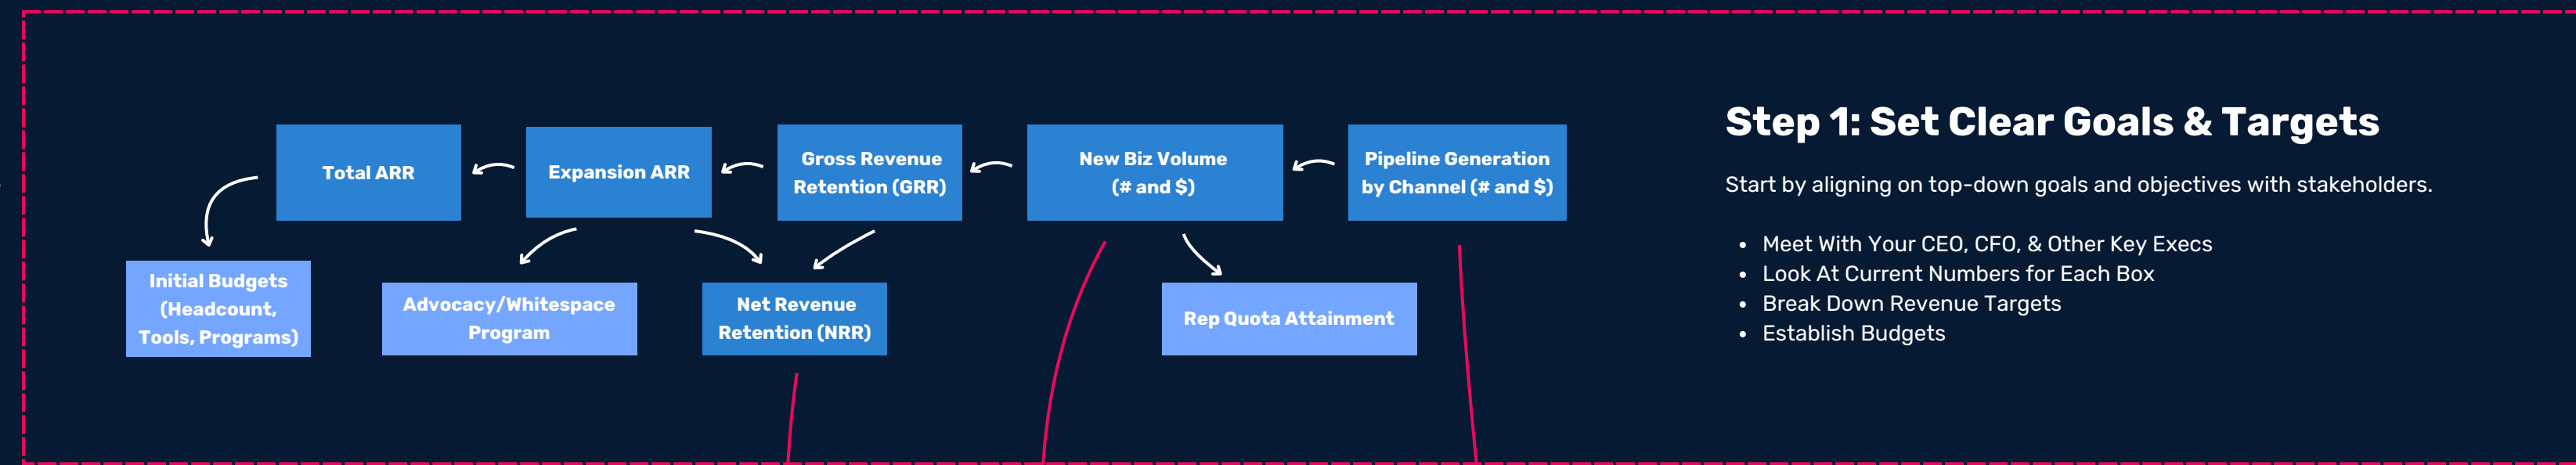 Total ARR
Expansion ARR
Gross Revenue
Retention (GRR)
New Biz Volume
(# and $)
Pipeline Generation
by Channel (# and $)
Initial Budgets
(Headcount,
Tools, Programs)
Advocacy/Whitespace
Program
Net Revenue
Retention (NRR)
Rep Quota Attainment
Step 1: Set Clear Goals & Targets
Start by aligning on top-down goals and objectives with stakeholders.
• Meet With Your CEO, CFO, & Other Key Execs
• Look At Current Numbers for Each Box
• Break Down Revenue Targets
• Establish Budgets